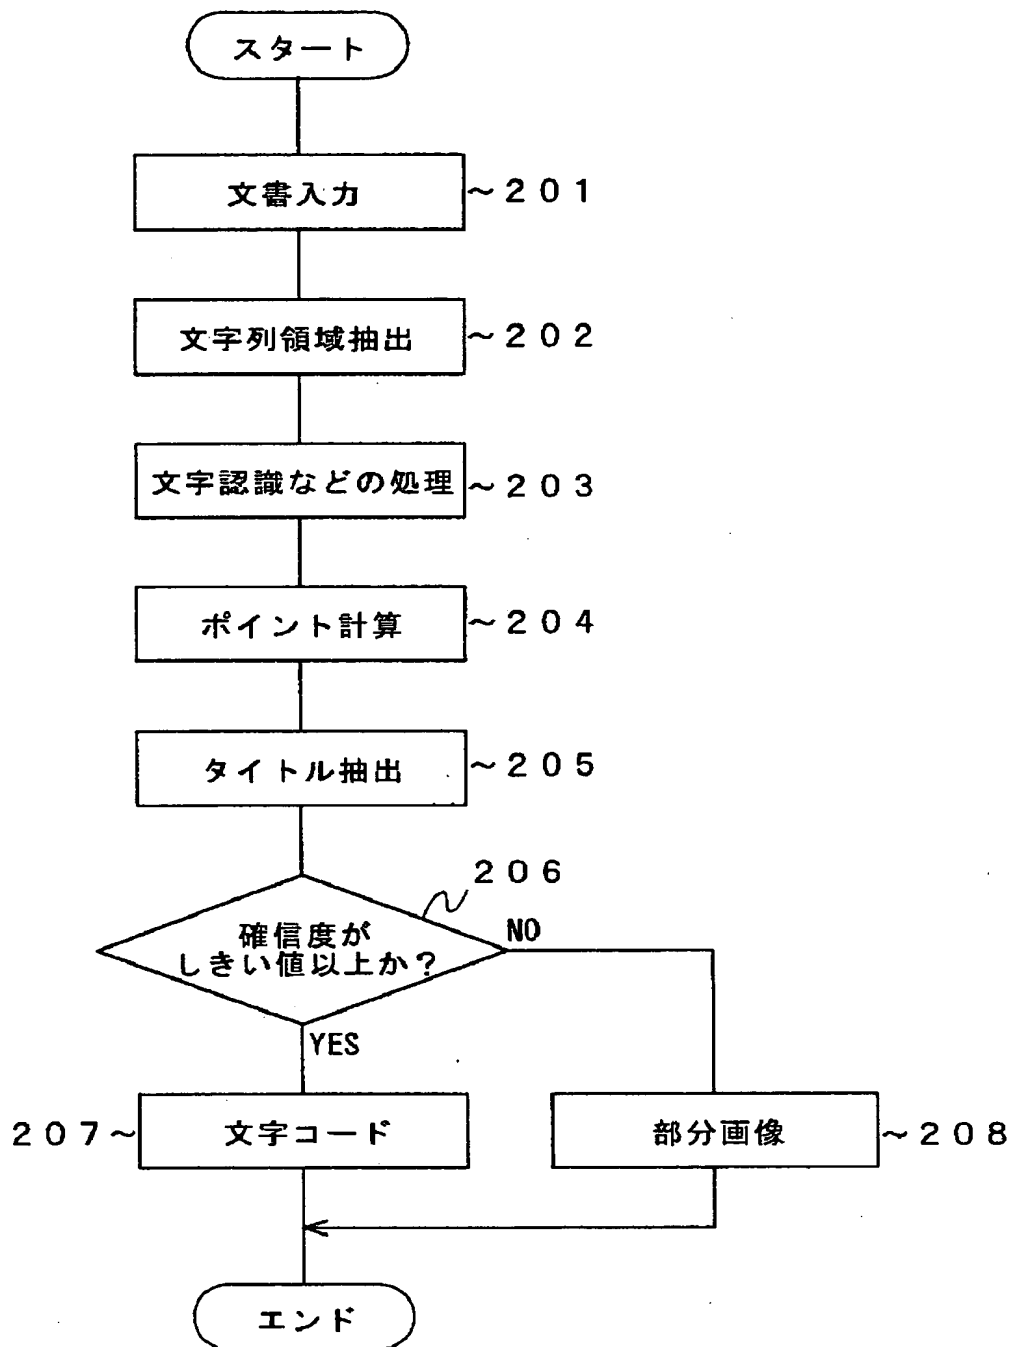 スタート
文書入力 ～201
文字列領域抽出 ～202
文字認識などの処理 ～203
ポイント計算 ～204
タイトル抽出 ～205
206
確信度が
しきい値以上か？
NO
YES
207～ 文字コード
部分画像 ～208
エンド